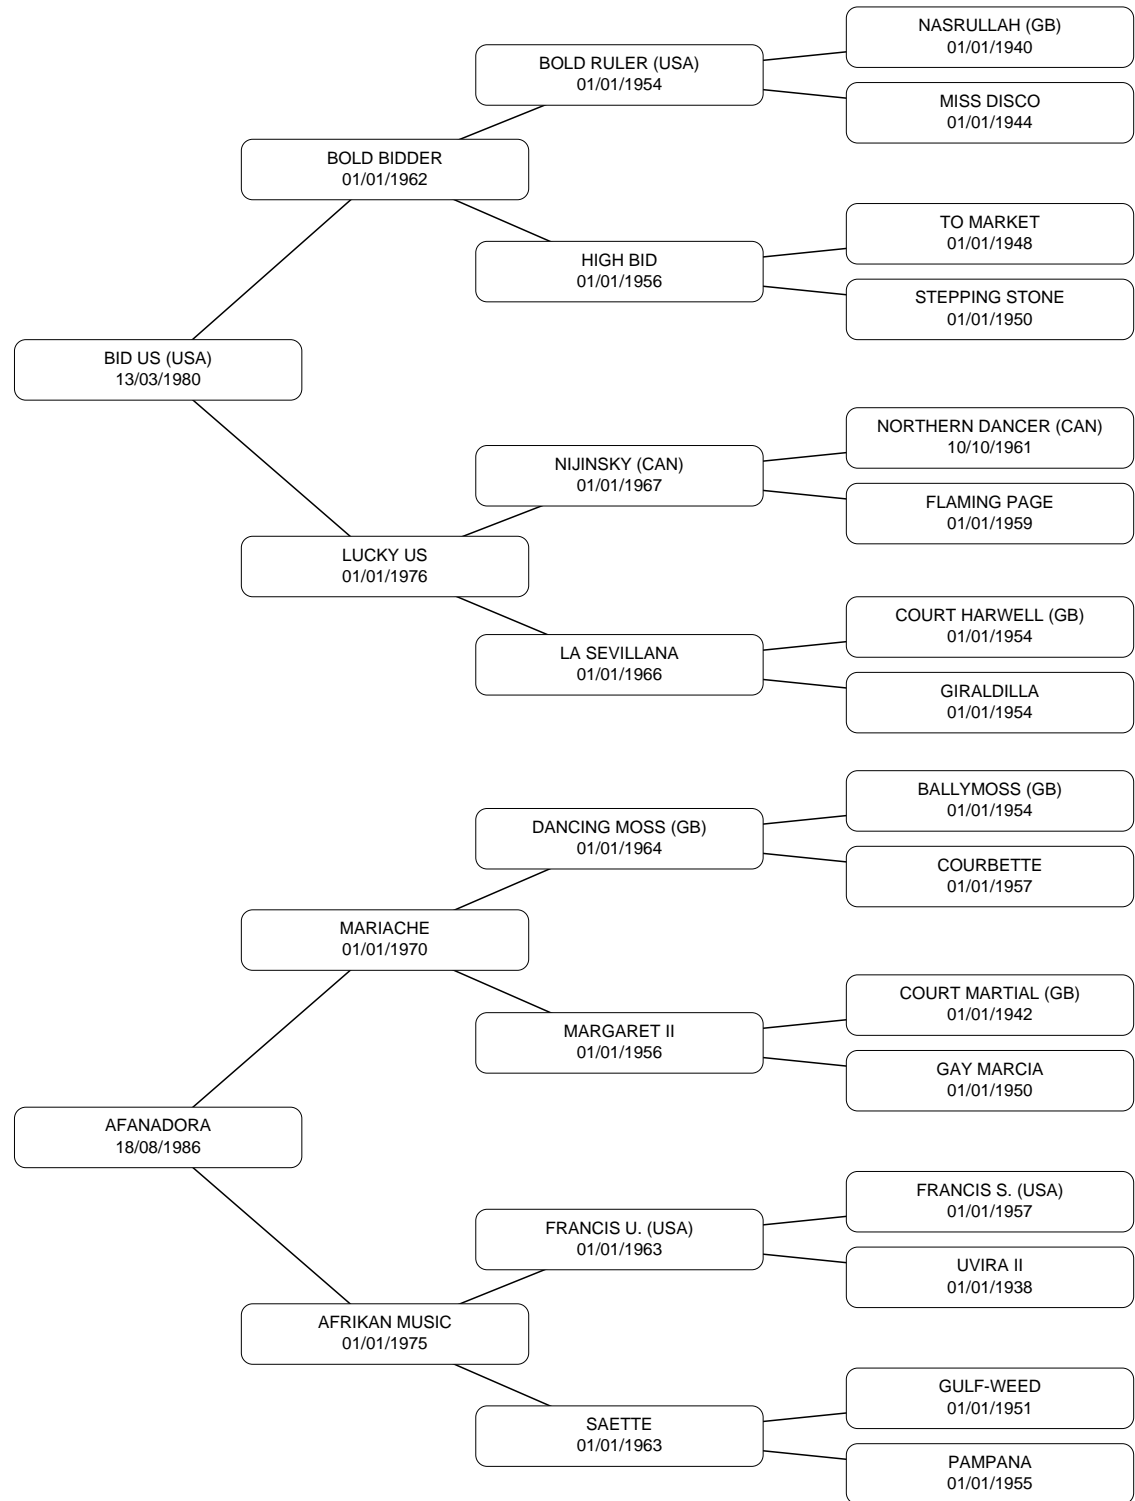 NASRULLAH (GB)
01/01/1940
BOLD RULER (USA)
01/01/1954
MISS DISCO
01/01/1944
BOLD BIDDER
01/01/1962
TO MARKET
01/01/1948
HIGH BID
01/01/1956
STEPPING STONE
01/01/1950
BID US (USA)
13/03/1980
NORTHERN DANCER (CAN)
10/10/1961
NIJINSKY (CAN)
01/01/1967
FLAMING PAGE
01/01/1959
LUCKY US
01/01/1976
COURT HARWELL (GB)
01/01/1954
LA SEVILLANA
01/01/1966
GIRALDILLA
01/01/1954
BALLYMOSS (GB)
01/01/1954
DANCING MOSS (GB)
01/01/1964
COURBETTE
01/01/1957
MARIACHE
01/01/1970
COURT MARTIAL (GB)
01/01/1942
MARGARET II
01/01/1956
GAY MARCIA
01/01/1950
AFANADORA
18/08/1986
FRANCIS S. (USA)
01/01/1957
FRANCIS U. (USA)
01/01/1963
UVIRA II
01/01/1938
AFRIKAN MUSIC
01/01/1975
GULF-WEED
01/01/1951
SAETTE
01/01/1963
PAMPANA
01/01/1955